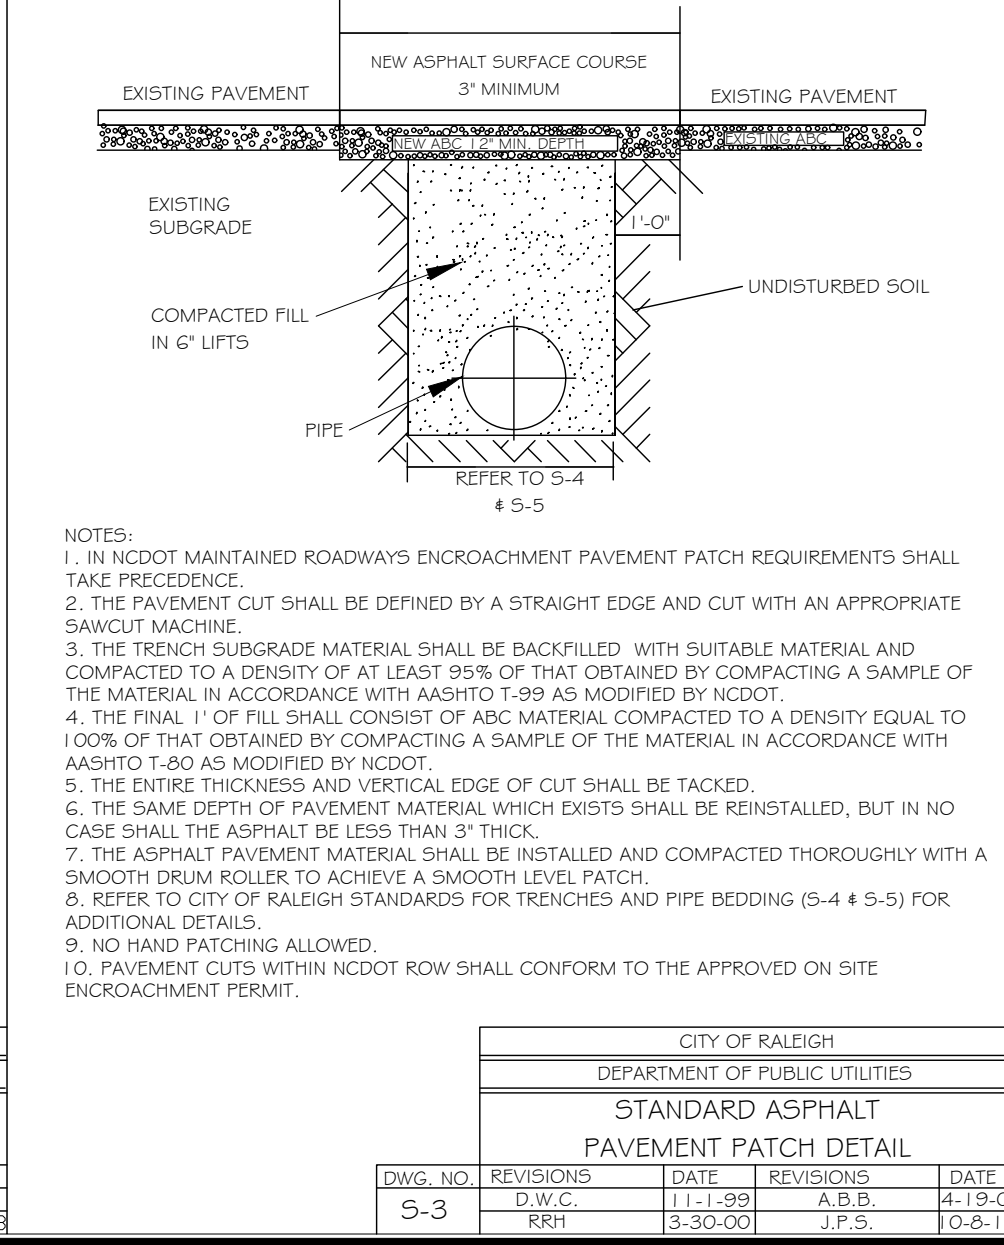 NEW ASPHALT SURFACE COURSE
3" MINIMUM
EXISTING PAVEMENT
EXISTING PAVEMENT
NEW ABC 12" MIN. DEPTH
EXISTING ABC
EXISTING
SUBGRADE
1'-0"
UNDISTURBED SOIL
COMPACTED FILL
IN 6" LIFTS
PIPE
REFER TO S-4
& S-5
NOTES:
1. IN NCDOT MAINTAINED ROADWAYS ENCROACHMENT PAVEMENT PATCH REQUIREMENTS SHALL
TAKE PRECEDENCE.
2. THE PAVEMENT CUT SHALL BE DEFINED BY A STRAIGHT EDGE AND CUT WITH AN APPROPRIATE
SAWCUT MACHINE.
3. THE TRENCH SUBGRADE MATERIAL SHALL BE BACKFILLED WITH SUITABLE MATERIAL AND
COMPACTED TO A DENSITY OF AT LEAST 95% OF THAT OBTAINED BY COMPACTING A SAMPLE OF
THE MATERIAL IN ACCORDANCE WITH AASHTO T-99 AS MODIFIED BY NCDOT.
4. THE FINAL 1' OF FILL SHALL CONSIST OF ABC MATERIAL COMPACTED TO A DENSITY EQUAL TO
100% OF THAT OBTAINED BY COMPACTING A SAMPLE OF THE MATERIAL IN ACCORDANCE WITH
AASHTO T-80 AS MODIFIED BY NCDOT.
5. THE ENTIRE THICKNESS AND VERTICAL EDGE OF CUT SHALL BE TACKED.
6. THE SAME DEPTH OF PAVEMENT MATERIAL WHICH EXISTS SHALL BE REINSTALLED, BUT IN NO
CASE SHALL THE ASPHALT BE LESS THAN 3" THICK.
7. THE ASPHALT PAVEMENT MATERIAL SHALL BE INSTALLED AND COMPACTED THOROUGHLY WITH A
SMOOTH DRUM ROLLER TO ACHIEVE A SMOOTH LEVEL PATCH.
8. REFER TO CITY OF RALEIGH STANDARDS FOR TRENCHES AND PIPE BEDDING (S-4 & S-5) FOR
ADDITIONAL DETAILS.
9. NO HAND PATCHING ALLOWED.
10. PAVEMENT CUTS WITHIN NCDOT ROW SHALL CONFORM TO THE APPROVED ON SITE
ENCROACHMENT PERMIT.
CITY OF RALEIGH
DEPARTMENT OF PUBLIC UTILITIES
STANDARD ASPHALT
PAVEMENT PATCH DETAIL
DWG. NO. REVISIONS DATE REVISIONS DATE
S-3
D.W.C. 11-1-99 A.B.B. 4-19-0
RRH 3-30-00 J.P.S. 10-8-1